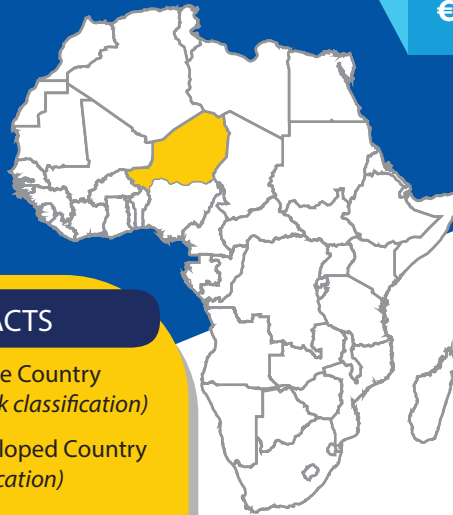 €
ACTS
e Country
k classification)
loped Country
cation)